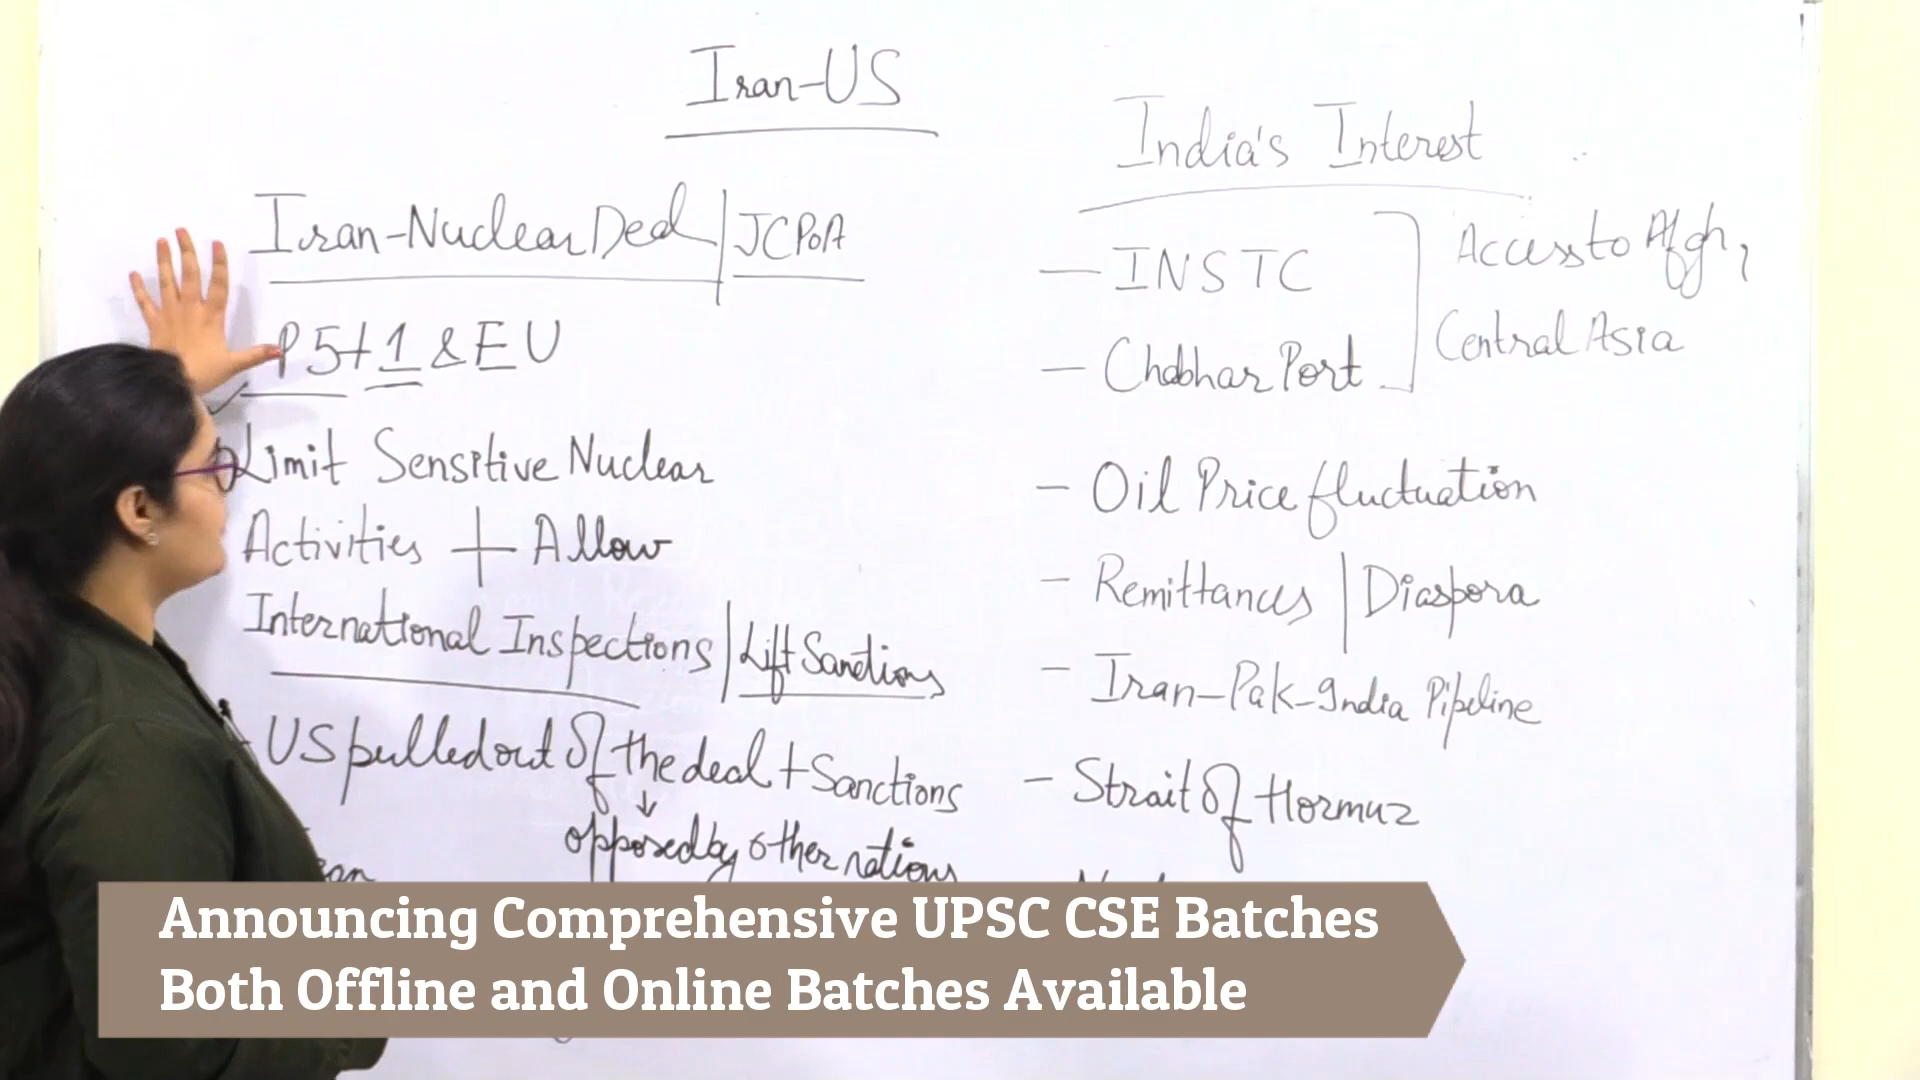 Iran-US
Iran-Nuclear Deal | JCPOA
P5+1 & EU
Limit Sensitive Nuclear
Activities + Allow
International Inspections | Lift Sanctions
- US pulled out of the deal + Sanctions
↓
opposed by other nations
India's Interest
— INSTC
— Chabhar Port
Access to Afgh,
Central Asia
- Oil Price fluctuation
- Remittances | Diaspora
- Iran-Pak-India Pipeline
- Strait of Hormuz
Announcing Comprehensive UPSC CSE Batches
Both Offline and Online Batches Available